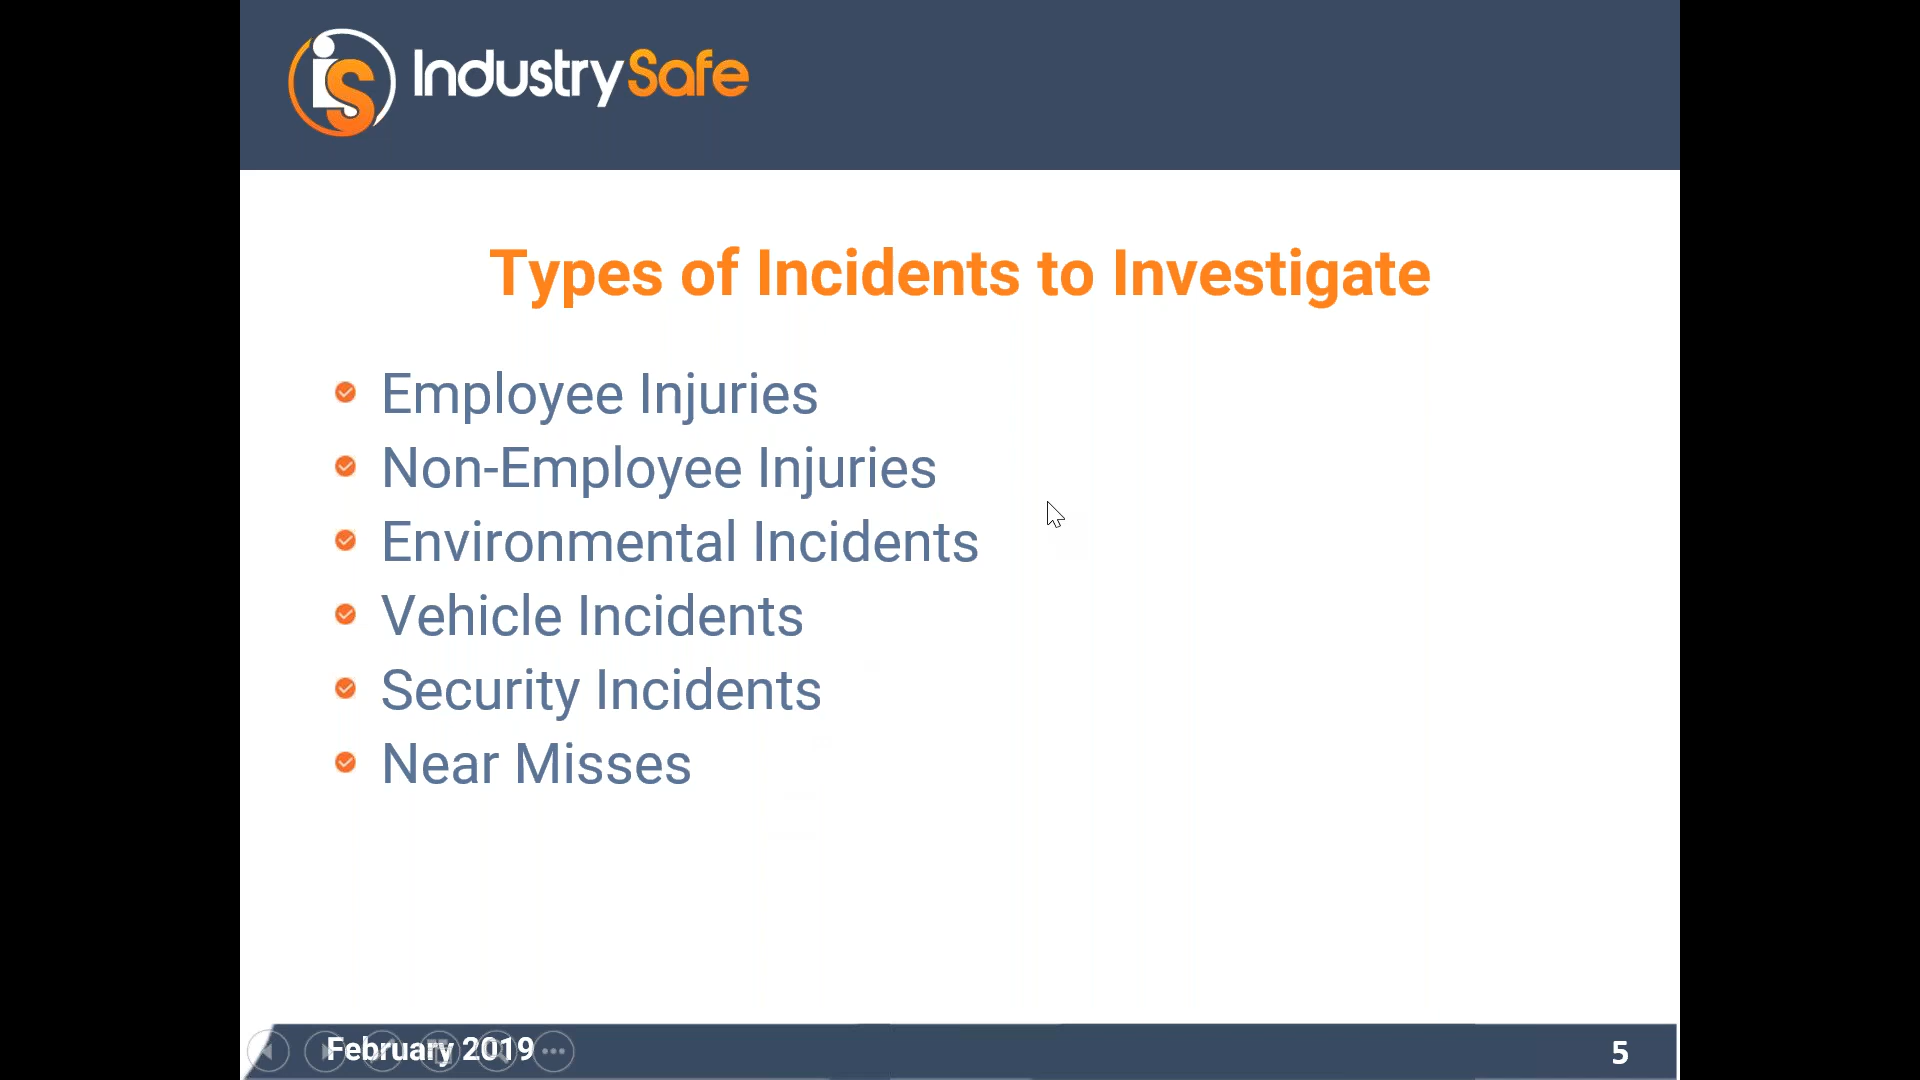 iS IndustrySafe
Types of Incidents to Investigate
Employee Injuries
Non-Employee Injuries
Environmental Incidents
Vehicle Incidents
Security Incidents
Near Misses
February 2019
5